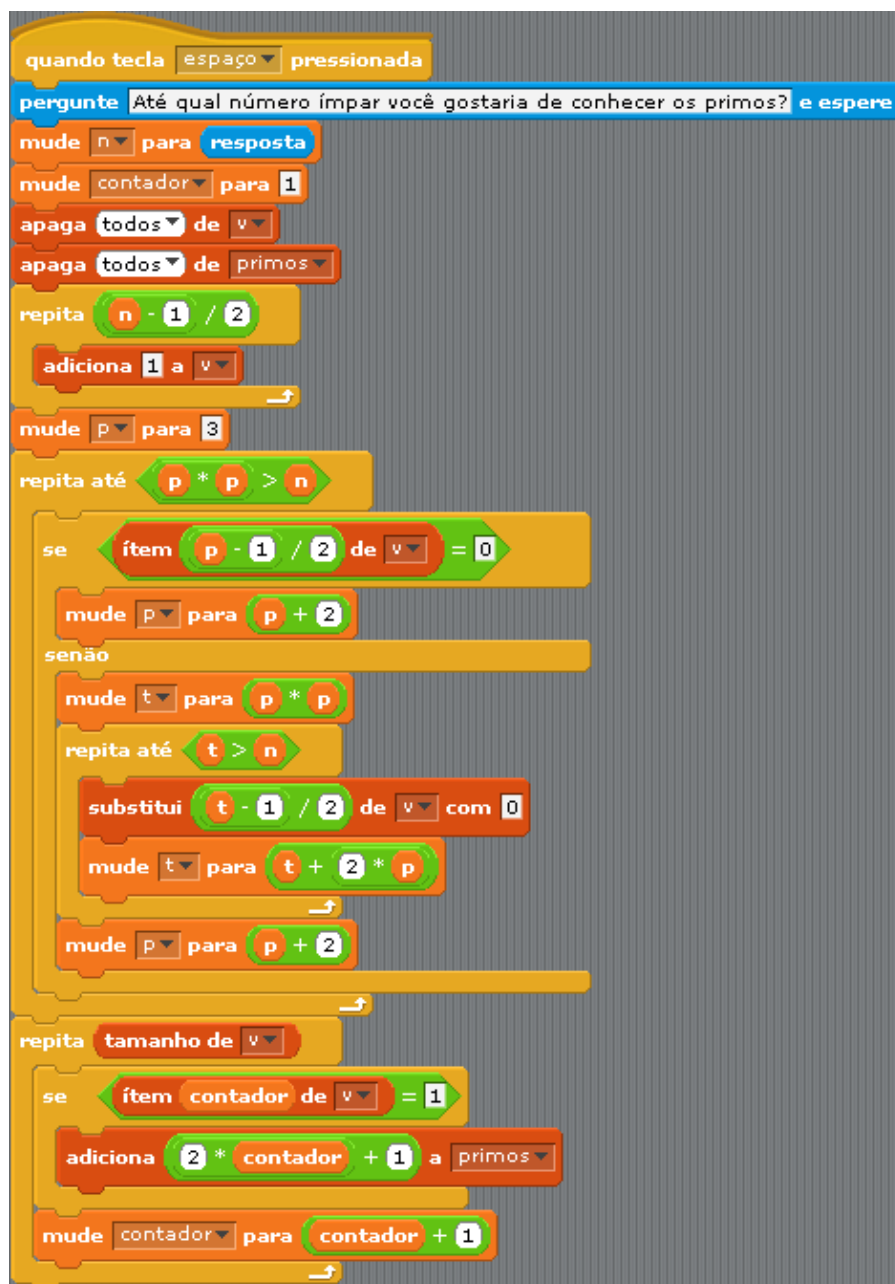 quando tecla espaço pressionada
pergunte Até qual número ímpar você gostaria de conhecer os primos? e espere
mude n para resposta
mude contador para 1
apaga todos de v
apaga todos de primos
repita n - 1 / 2
adiciona 1 a v
mude p para 3
repita até p * p > n
se ítem p - 1 / 2 de v = 0
mude p para p + 2
senão
mude t para p * p
repita até t > n
substitui t - 1 / 2 de v com 0
mude t para t + 2 * p
mude p para p + 2
repita tamanho de v
se ítem contador de v = 1
adiciona 2 * contador + 1 a primos
mude contador para contador + 1